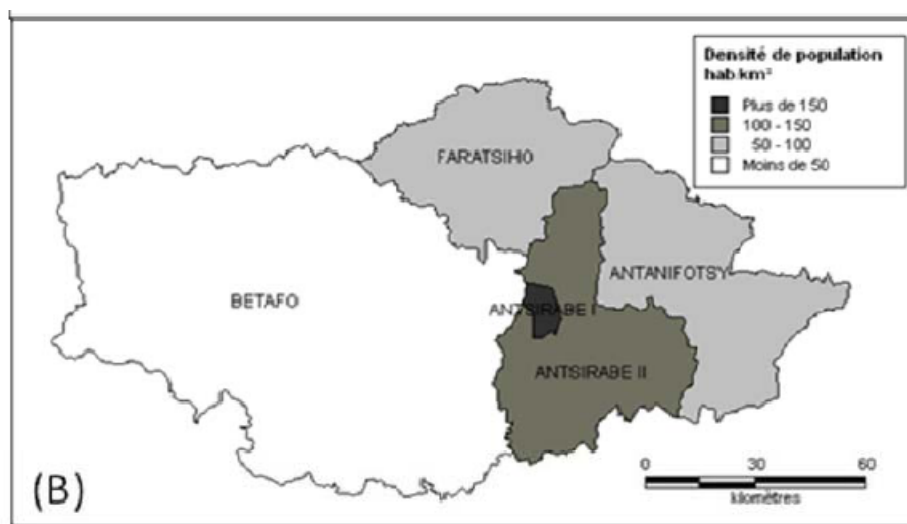 Densité de population
hab/km²
Plus de 150
100 - 150
50 - 100
Moins de 50
FARATSIHO
ANTANIFOTSY
BETAFO
ANTSIRABE I
ANTSIRABE II
(B)
0 30 60
kilomètres